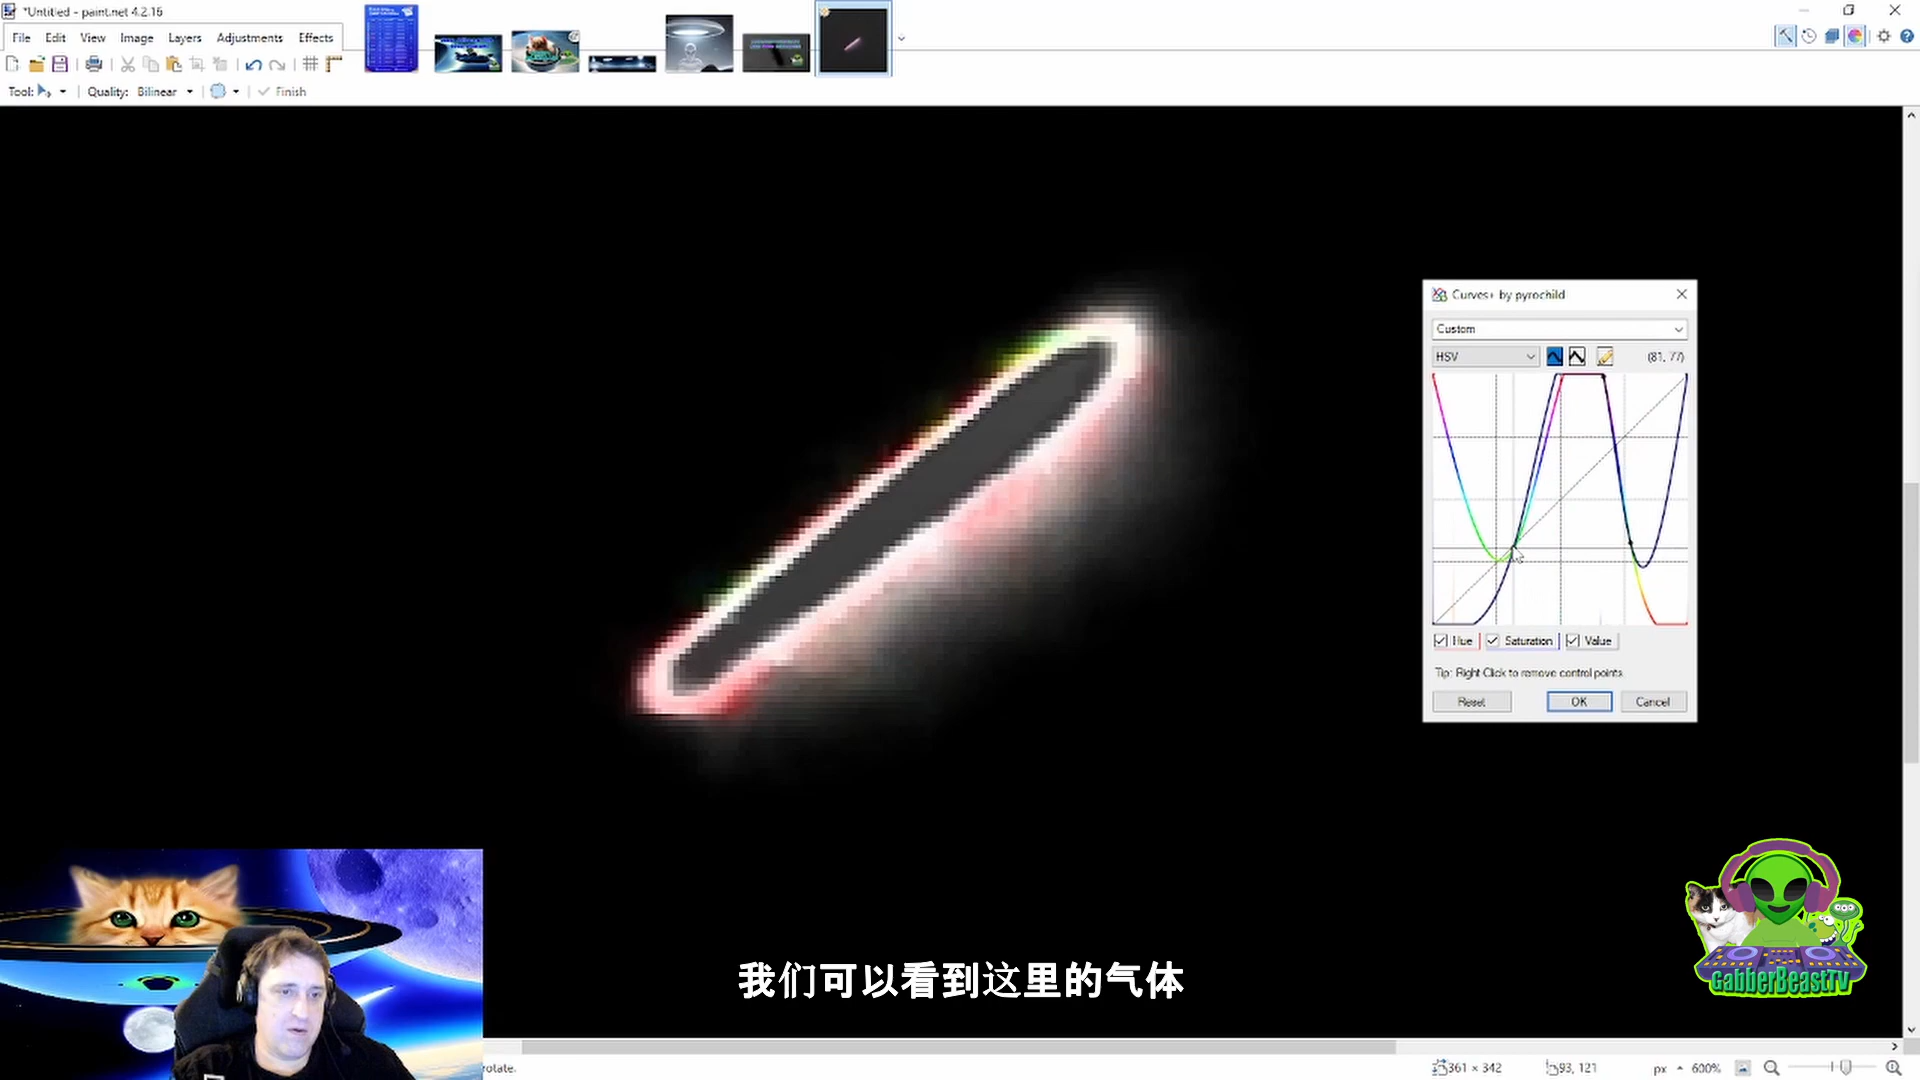 *Untitled - paint.net 4.2.16
File Edit View Image Layers Adjustments Effects
Tool: Quality: Bilinear Finish
Curves+ by pyrochild
Custom
HSV (81, 77)
Hue Saturation Value
Tip: Right Click to remove control points
Reset OK Cancel
GabberBeastTV
我们可以看到这里的气体
rotate.
361 × 342 93, 121 px 600%